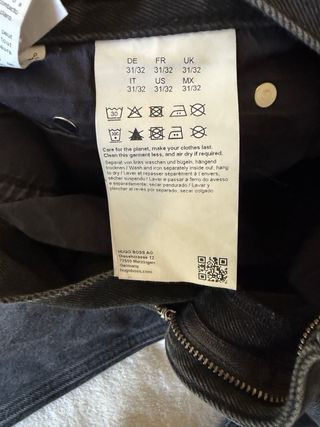 DE FR UK
31/32 31/32 31/32
IT US MX
31/32 31/32 31/32
30
Care for the planet, make your clothes last.
Clean this garment less, and air dry if required.
Separat von links waschen und bügeln, hängend
trocknen / Wash and iron separately inside out, hang
to dry / Laver et repasser séparément à l'envers,
sécher suspendu / Lavar e passar a ferro do avesso
e separadamente, secar pendurado / Lavar y
planchar al revés por separado, secar colgado
HUGO BOSS AG
Dieselstrasse 12
72555 Metzingen
Germany
hugoboss.com
peut
tout